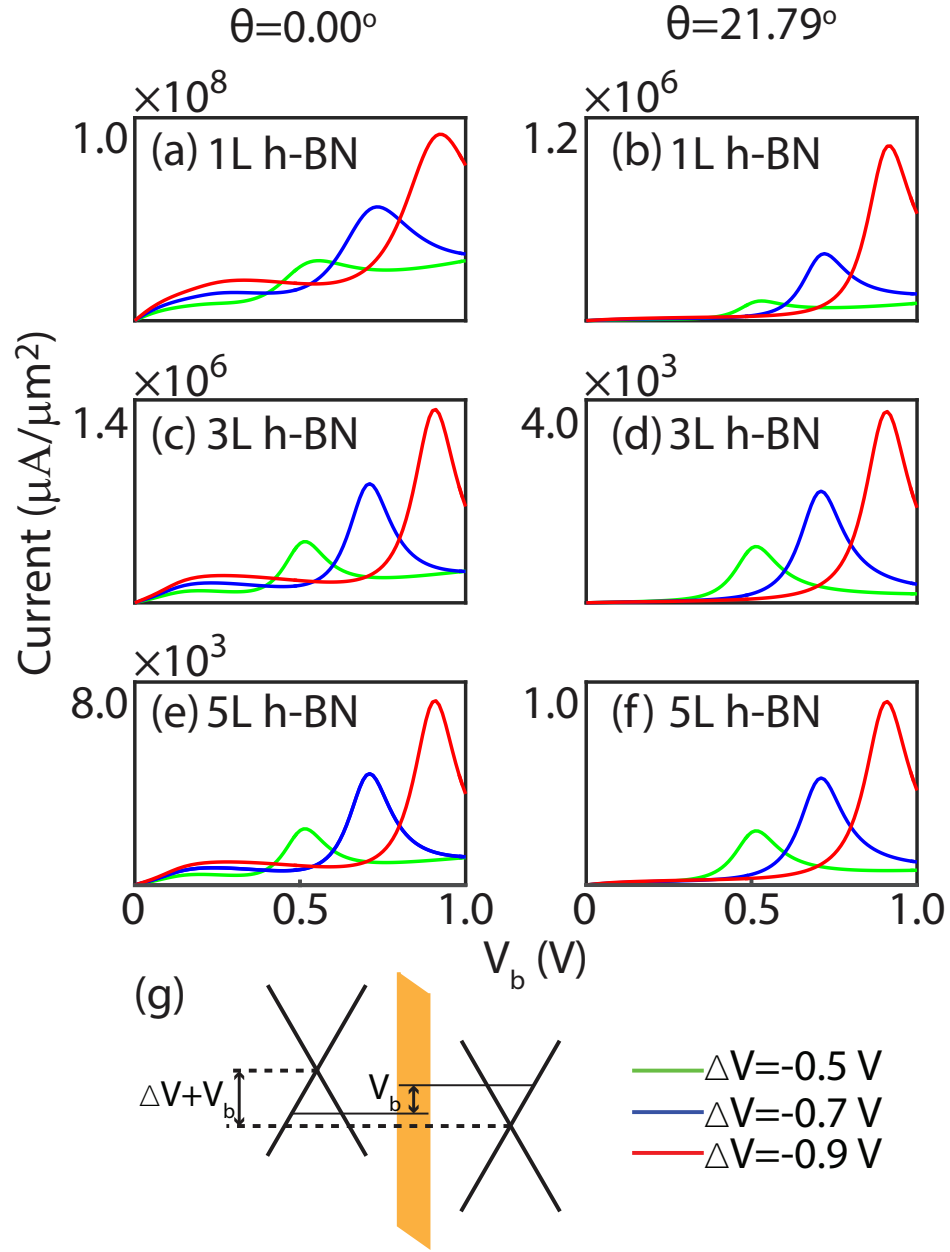 θ=0.00° θ=21.79°
×10⁸ ×10⁶
1.0 (a) 1L h-BN 1.2 (b) 1L h-BN
×10⁶ ×10³
1.4 (c) 3L h-BN 4.0 (d) 3L h-BN
Current (μA/μm²)
×10³
8.0 (e) 5L h-BN 1.0 (f) 5L h-BN
0 0.5 1.0 0.5 1.0
V_b (V)
(g)
ΔV+V_b V_b
△V=-0.5 V
△V=-0.7 V
△V=-0.9 V